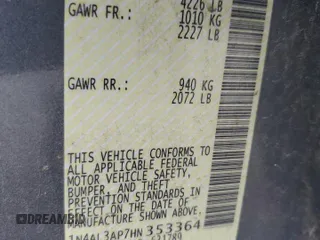 4226 LB
GAWR FR.: 1010 KG
2227 LB
GAWR RR.: 940 KG
2072 LB
THIS VEHICLE CONFORMS TO
ALL APPLICABLE FEDERAL
MOTOR VEHICLE SAFETY,
BUMPER, AND THEFT
PREVENTION STANDARDS IN
EFFECT ON THE DATE OF
MANUFACTURE SHOWN ABOVE.
1N4AL3AP7HN 353364